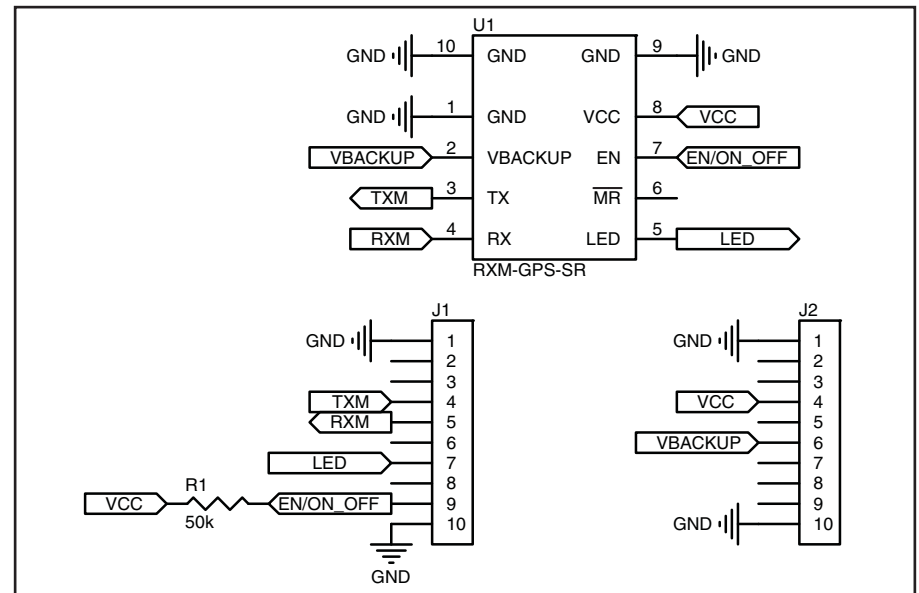 U1
GND 10 GND GND 9 GND
GND 1 GND VCC 8 VCC
VBACKUP 2 VBACKUP EN 7 EN/ON_OFF
TXM 3 TX MR 6
RXM 4 RX LED 5 LED
RXM-GPS-SR
J1
GND 1
2
3
TXM 4
RXM 5
6
LED 7
8
R1
VCC EN/ON_OFF 9
50k
10
GND
J2
GND 1
2
3
VCC 4
5
VBACKUP 6
7
8
9
GND 10